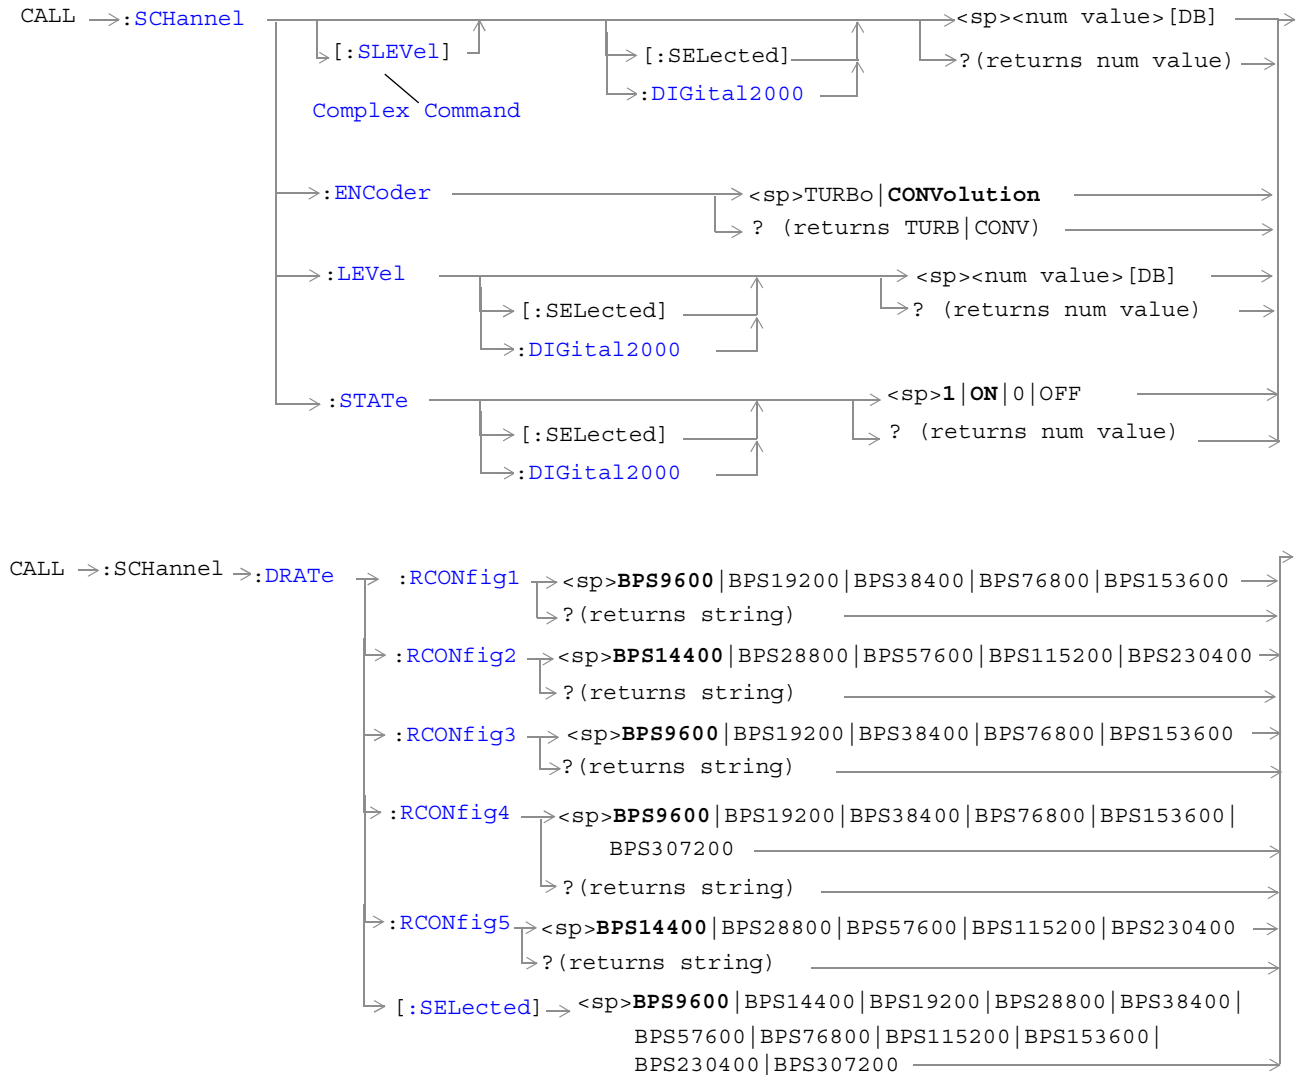 CALL :SCHannel <sp><num value>[DB]
[:SLEVel] [:SELected] ?(returns num value)
:DIGital2000
Complex Command
:ENCoder <sp>TURBo|CONVolution
? (returns TURB|CONV)
:LEVel <sp><num value>[DB]
[:SELected] ? (returns num value)
:DIGital2000
:STATe <sp>1|ON|0|OFF
[:SELected] ? (returns num value)
:DIGital2000
CALL :SCHannel :DRATe :RCONfig1 <sp>BPS9600|BPS19200|BPS38400|BPS76800|BPS153600
?(returns string)
:RCONfig2 <sp>BPS14400|BPS28800|BPS57600|BPS115200|BPS230400
?(returns string)
:RCONfig3 <sp>BPS9600|BPS19200|BPS38400|BPS76800|BPS153600
?(returns string)
:RCONfig4 <sp>BPS9600|BPS19200|BPS38400|BPS76800|BPS153600|
BPS307200
?(returns string)
:RCONfig5 <sp>BPS14400|BPS28800|BPS57600|BPS115200|BPS230400
?(returns string)
[:SELected] <sp>BPS9600|BPS14400|BPS19200|BPS28800|BPS38400|
BPS57600|BPS76800|BPS115200|BPS153600|
BPS230400|BPS307200